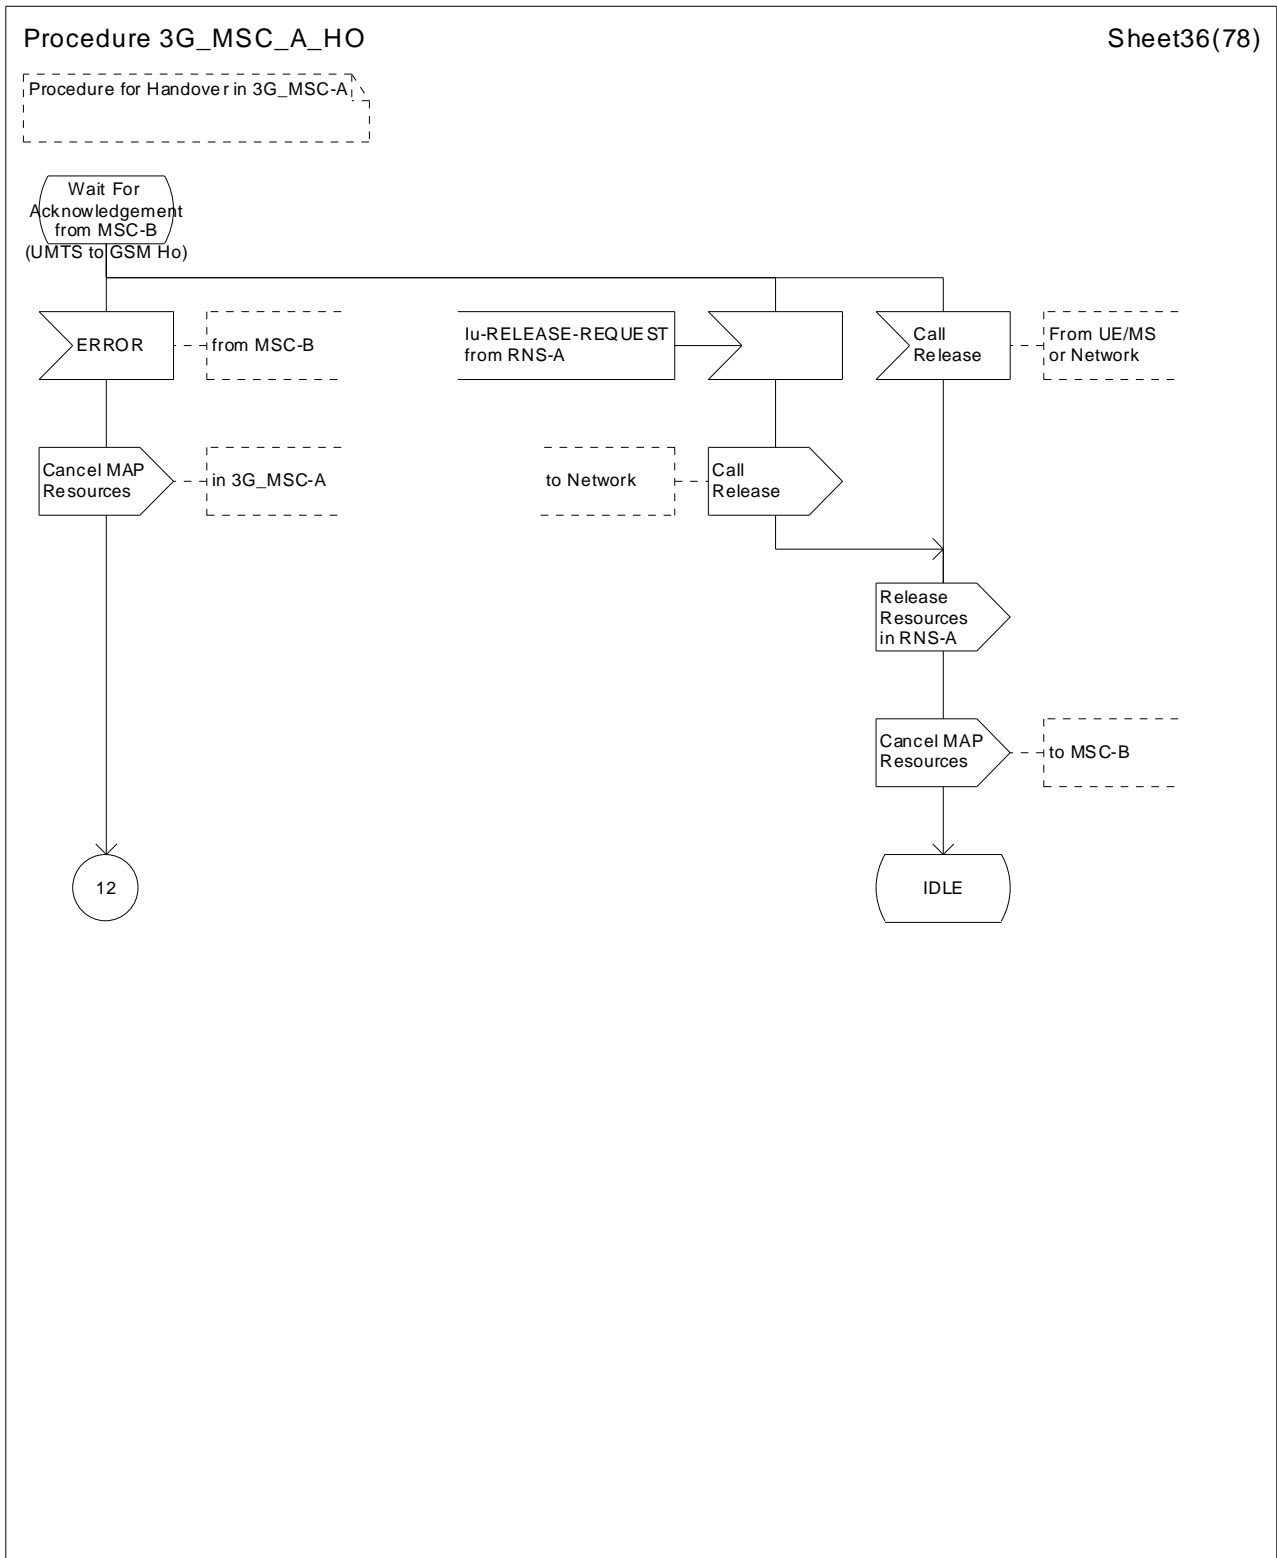 Procedure 3G_MSC_A_HO
Sheet36(78)
Procedure for Handover in 3G_MSC-A
Wait For
Acknowledgement
from MSC-B
(UMTS to GSM Ho)
ERROR
from MSC-B
Iu-RELEASE-REQUEST
from RNS-A
Call
Release
From UE/MS
or Network
Cancel MAP
Resources
in 3G_MSC-A
to Network
Call
Release
Release
Resources
in RNS-A
Cancel MAP
Resources
to MSC-B
12
IDLE